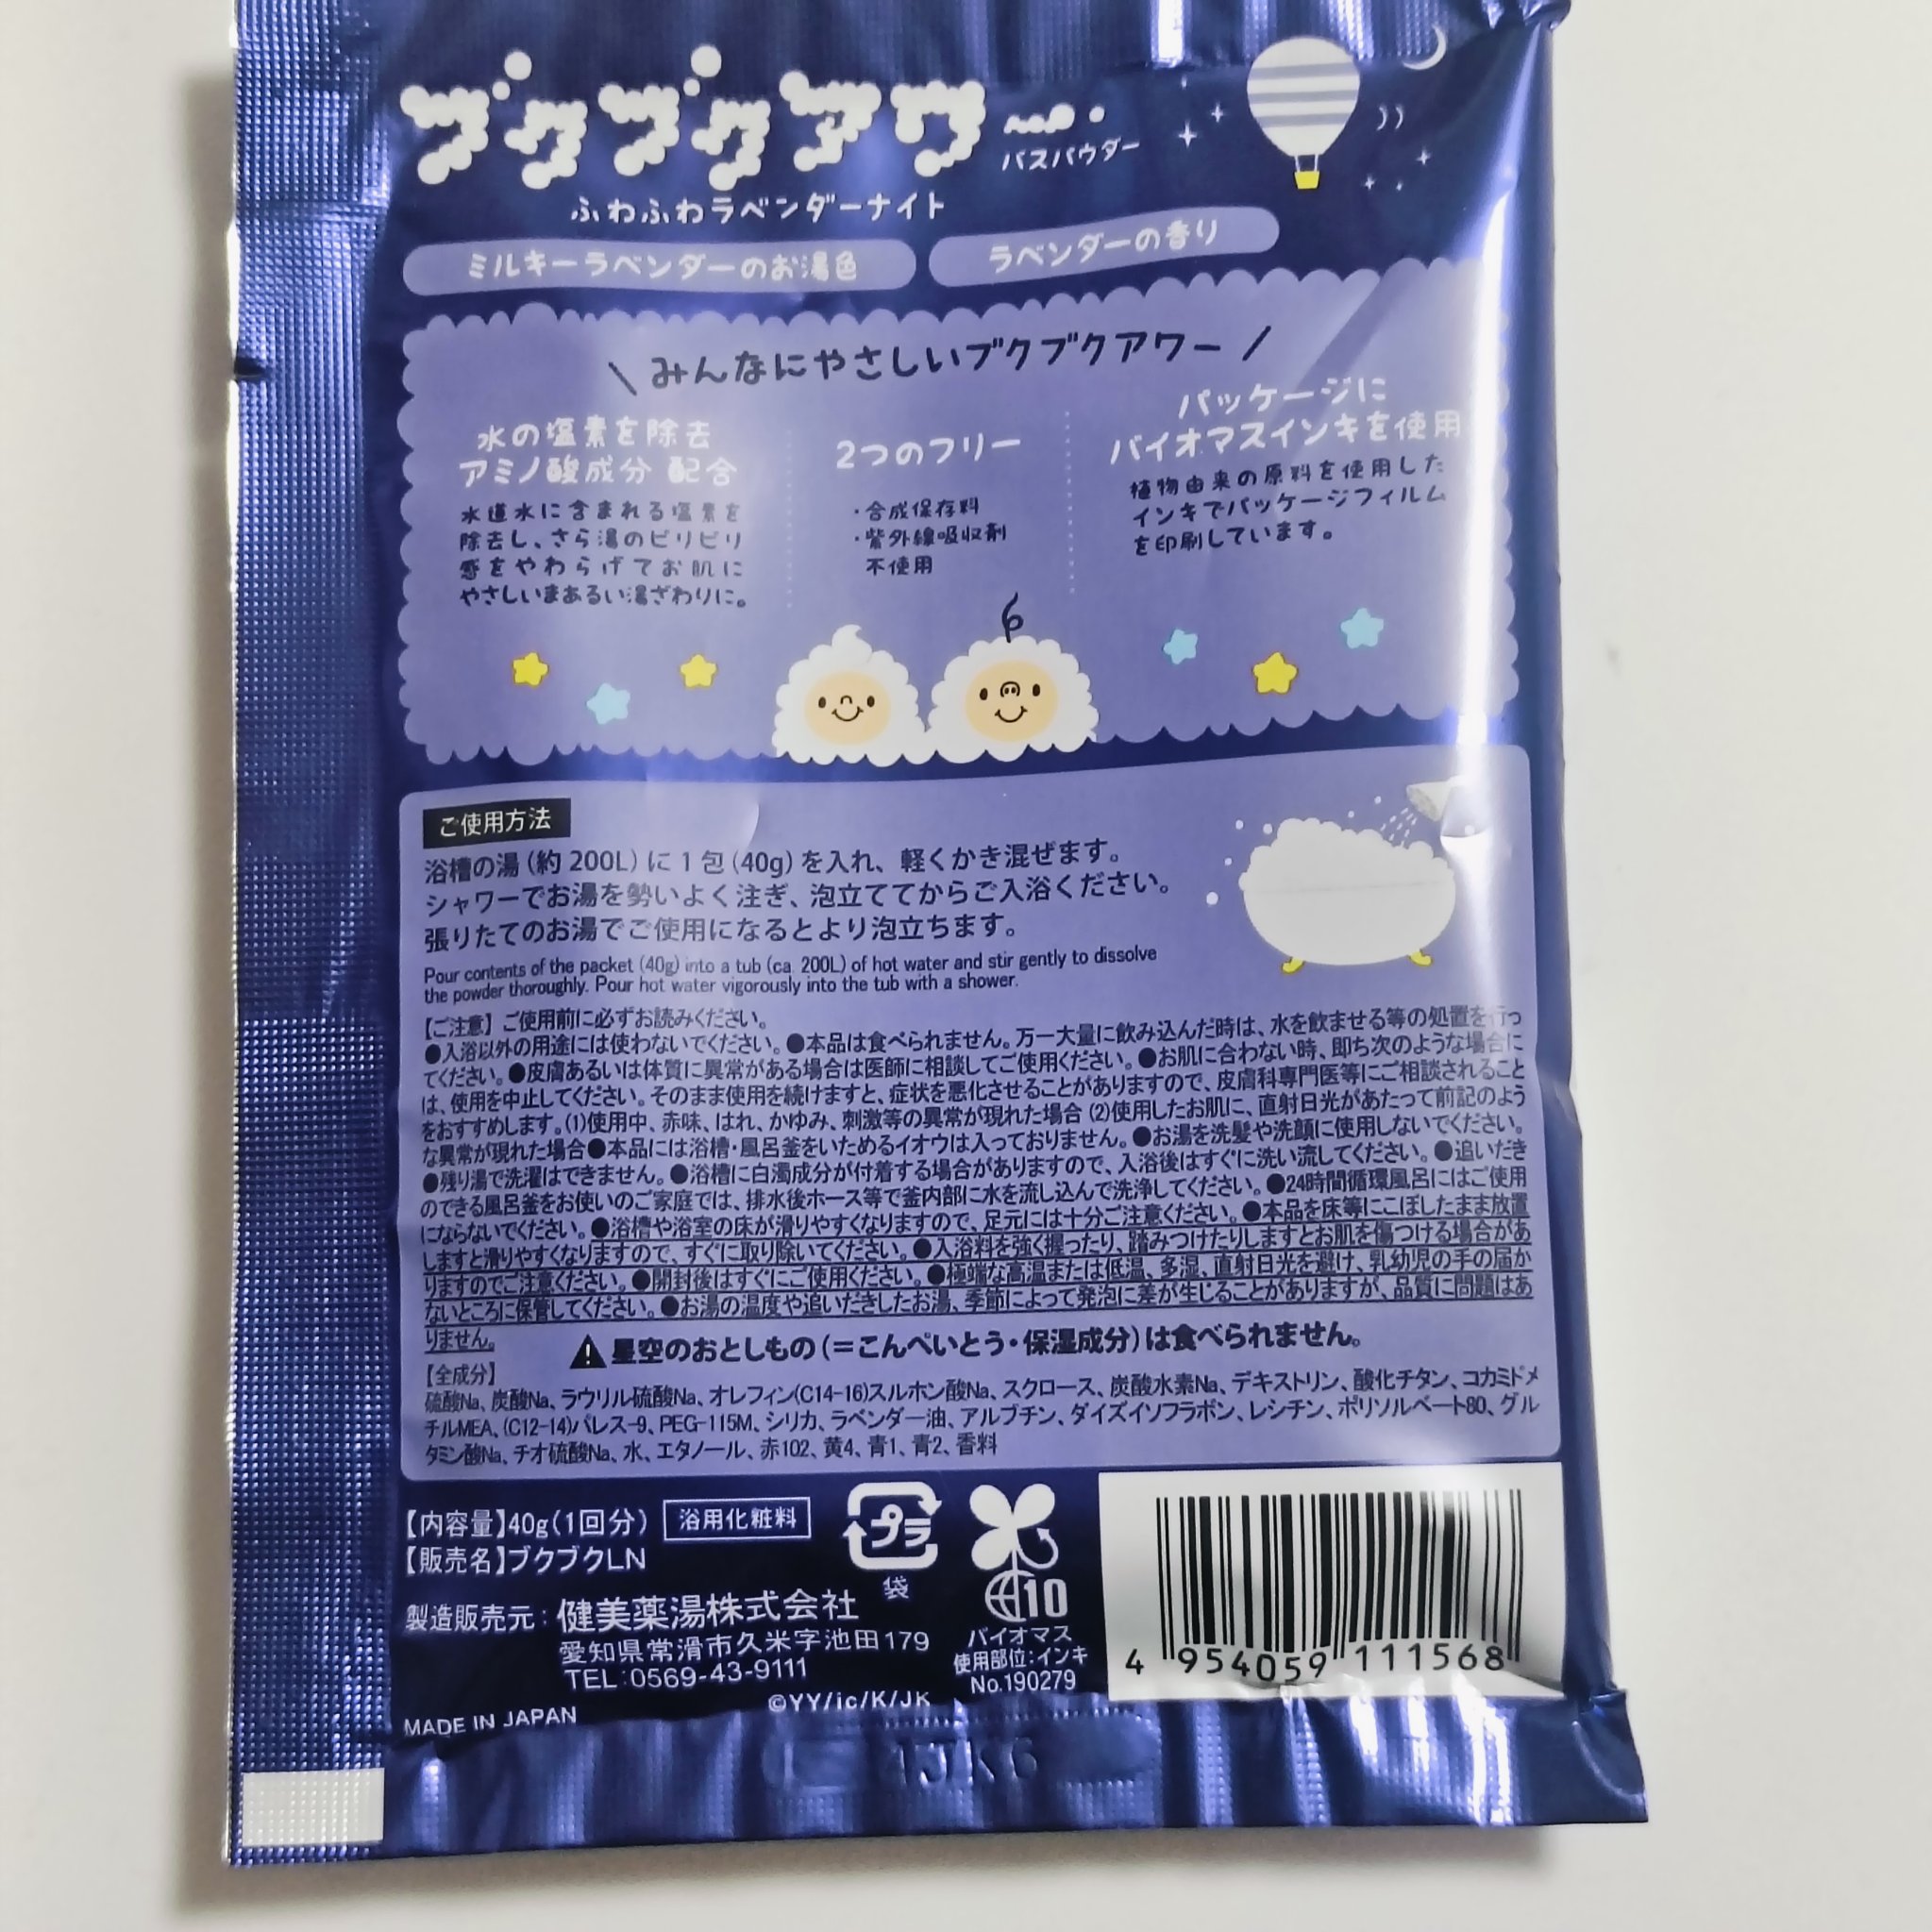 ブクブクアワー
バスパウダー
ふわふわラベンダーナイト
ミルキーラベンダーのお湯色
ラベンダーの香り
みんなにやさしいブクブクアワー
水の塩素を除去
アミノ酸成分 配合
水道水に含まれる塩素を
除去し、さら湯のピリピリ
感をやわらげてお肌に
やさしいまあるい湯ざわりに。
2つのフリー
・合成保存料
・紫外線吸収剤
不使用
パッケージに
バイオマスインキを使用
植物由来の原料を使用した
インキでパッケージフィルム
を印刷しています。
ご使用方法
浴槽の湯(約 200L)に 1 包(40g)を入れ、軽くかき混ぜます。
シャワーでお湯を勢いよく注ぎ、泡立ててからご入浴ください。
張りたてのお湯でご使用になるとより泡立ちます。
Pour contents of the packet (40g) into a tub (ca. 200L) of hot water and stir gently to dissolve
the powder thoroughly. Pour hot water vigorously into the tub with a shower.
【ご注意】ご使用前に必ずお読みください。
●入浴以外の用途には使わないでください。●本品は食べられません。万一大量に飲み込んだ時は、水を飲ませる等の処置を行っ
てください。●皮膚あるいは体質に異常がある場合は医師に相談してご使用ください。●お肌に合わない時、即ち次のような場合に
は、使用を中止してください。そのまま使用を続けますと、症状を悪化させることがありますので、皮膚科専門医等にご相談されること
をおすすめします。(1)使用中、赤味、はれ、かゆみ、刺激等の異常が現れた場合 (2)使用したお肌に、直射日光があたって前記のよう
な異常が現れた場合●本品には浴槽・風呂釜をいためるイオウは入っておりません。●お湯を洗髪や洗顔に使用しないでください。
●残り湯で洗濯はできません。●浴槽に白濁成分が付着する場合がありますので、入浴後はすぐに洗い流してください。●追いだき
のできる風呂釜をお使いのご家庭では、排水後ホース等で釜内部に水を流し込んで洗浄してください。●24時間循環風呂にはご使用
にならないでください。●浴槽や浴室の床が滑りやすくなりますので、足元には十分ご注意ください。●本品を床等にこぼしたまま放置
しますと滑りやすくなりますので、すぐに取り除いてください。●入浴料を強く握ったり、踏みつけたりしますとお肌を傷つける場合があ
りますのでご注意ください。●開封後はすぐにご使用ください。●極端な高温または低温、多湿、直射日光を避け、乳幼児の手の届か
ないところに保管してください。●お湯の温度や追いだきしたお湯、季節によって発泡に差が生じることがありますが、品質に問題はあ
りません。
星空のおとしもの(=こんぺいとう・保湿成分)は食べられません。
【全成分】
硫酸Na、炭酸Na、ラウリル硫酸Na、オレフィン(C14-16)スルホン酸Na、スクロース、炭酸水素Na、デキストリン、酸化チタン、コカミドメ
チルMEA、(C12-14)パレス-9、PEG-115M、シリカ、ラベンダー油、アルブチン、ダイズイソフラボン、レシチン、ポリソルベート80、グル
タミン酸Na、チオ硫酸Na、水、エタノール、赤102、黄4、青1、青2、香料
【内容量】40g(1回分)
浴用化粧料
【販売名】ブクブクLN
製造販売元:健美薬湯株式会社
愛知県常滑市久米字池田179
TEL:0569-43-9111
©YY/ic/K/JK
MADE IN JAPAN
プラ
袋
10
バイオマス
使用部位:インキ
No.190279
4 954059 111568